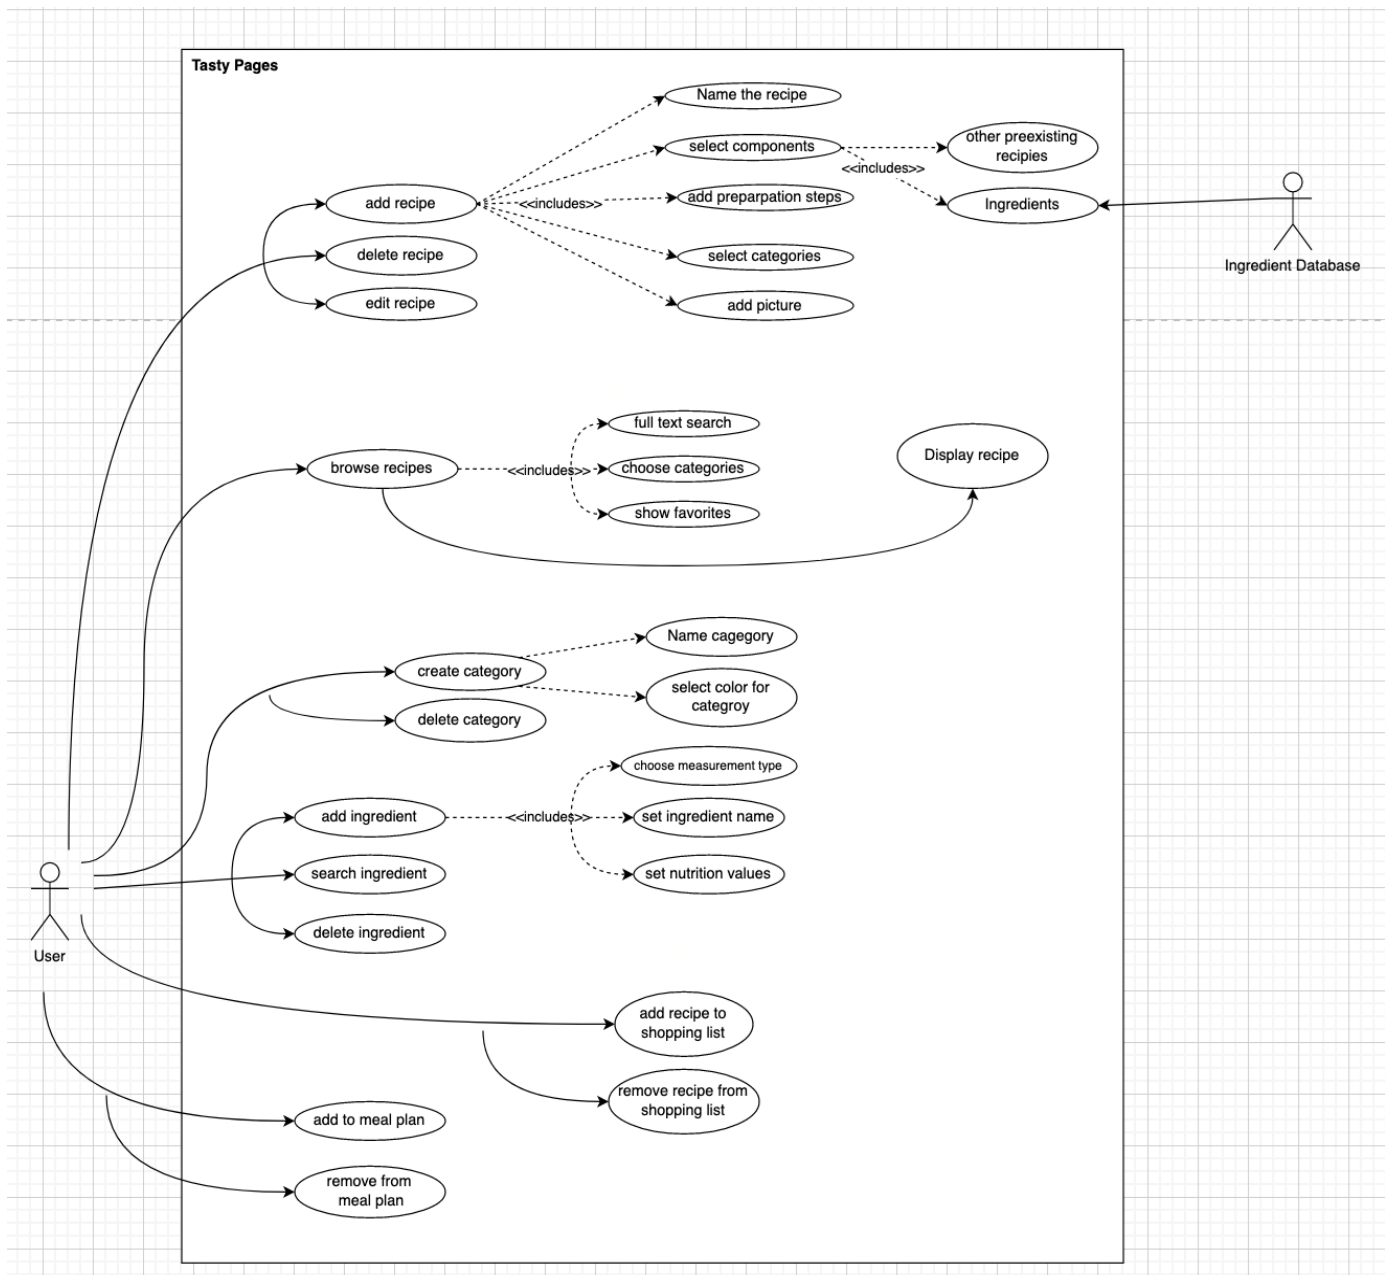 Tasty Pages
Name the recipe
select components
other preexisting
recipies
<<includes>>
add recipe
<<includes>>
add preparpation steps
Ingredients
delete recipe
select categories
Ingredient Database
edit recipe
add picture
full text search
browse recipes
<<includes>>
choose categories
Display recipe
show favorites
Name cagegory
create category
select color for
categroy
delete category
choose measurement type
add ingredient
<<includes>>
set ingredient name
search ingredient
set nutrition values
delete ingredient
User
add recipe to
shopping list
remove recipe from
shopping list
add to meal plan
remove from
meal plan